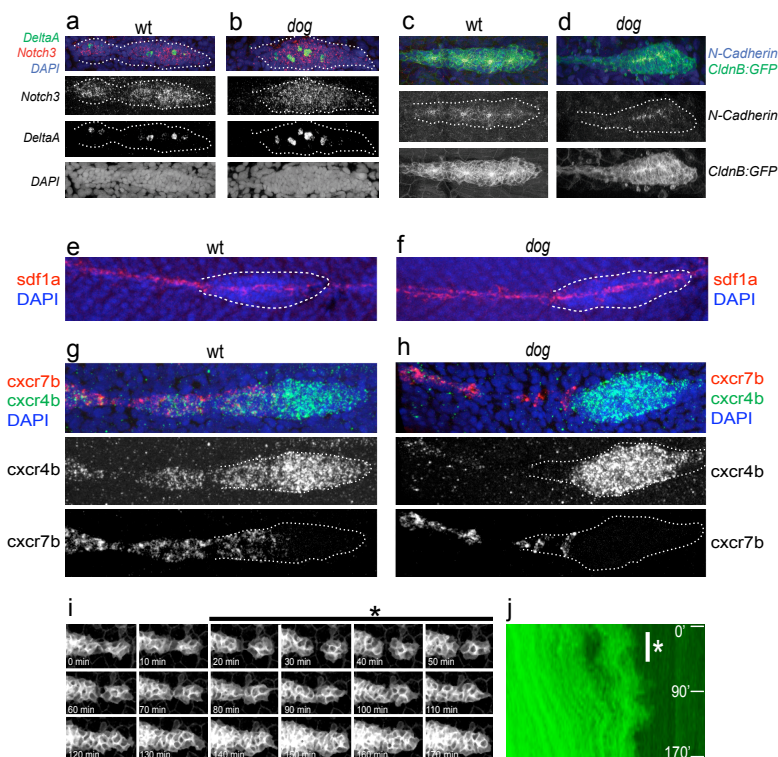 a
wt
b
dog
c
wt
d
dog
DeltaA
Notch3
DAPI
N-Cadherin
CldnB:GFP
Notch3
N-Cadherin
DeltaA
DAPI
CldnB:GFP
e
wt
f
dog
sdf1a
DAPI
sdf1a
DAPI
g
wt
h
dog
cxcr7b
cxcr4b
DAPI
cxcr7b
cxcr4b
DAPI
cxcr4b
cxcr4b
cxcr7b
cxcr7b
i
*
j
0 min
10 min
20 min
30 min
40 min
50 min
60 min
70 min
80 min
90 min
100 min
110 min
120 min
130 min
140 min
150 min
160 min
170 min
0'
*
90'
170'